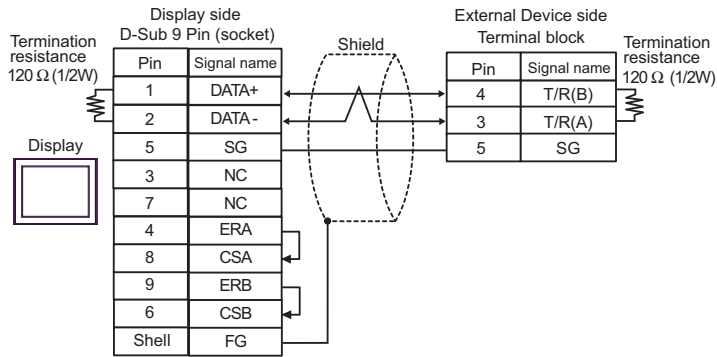 Display side
D-Sub 9 Pin (socket)
External Device side
Terminal block
Shield
Termination
resistance
120 Ω (1/2W)
Termination
resistance
120 Ω (1/2W)
Display
Pin Signal name
1 DATA+
2 DATA-
5 SG
3 NC
7 NC
4 ERA
8 CSA
9 ERB
6 CSB
Shell FG
Pin Signal name
4 T/R(B)
3 T/R(A)
5 SG